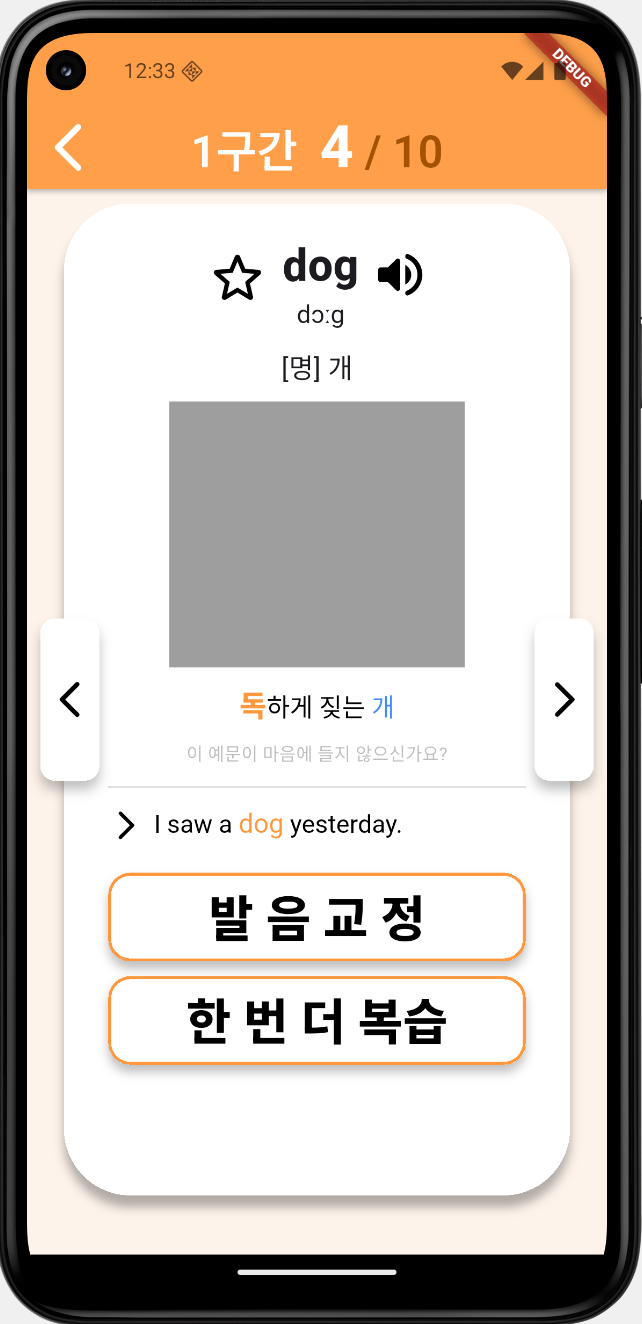 12:33
DEBUG
1구간 4 / 10
dog
dɔːg
[명] 개
독하게 짖는 개
이 예문이 마음에 들지 않으신가요?
I saw a dog yesterday.
발 음 교 정
한 번 더 복습